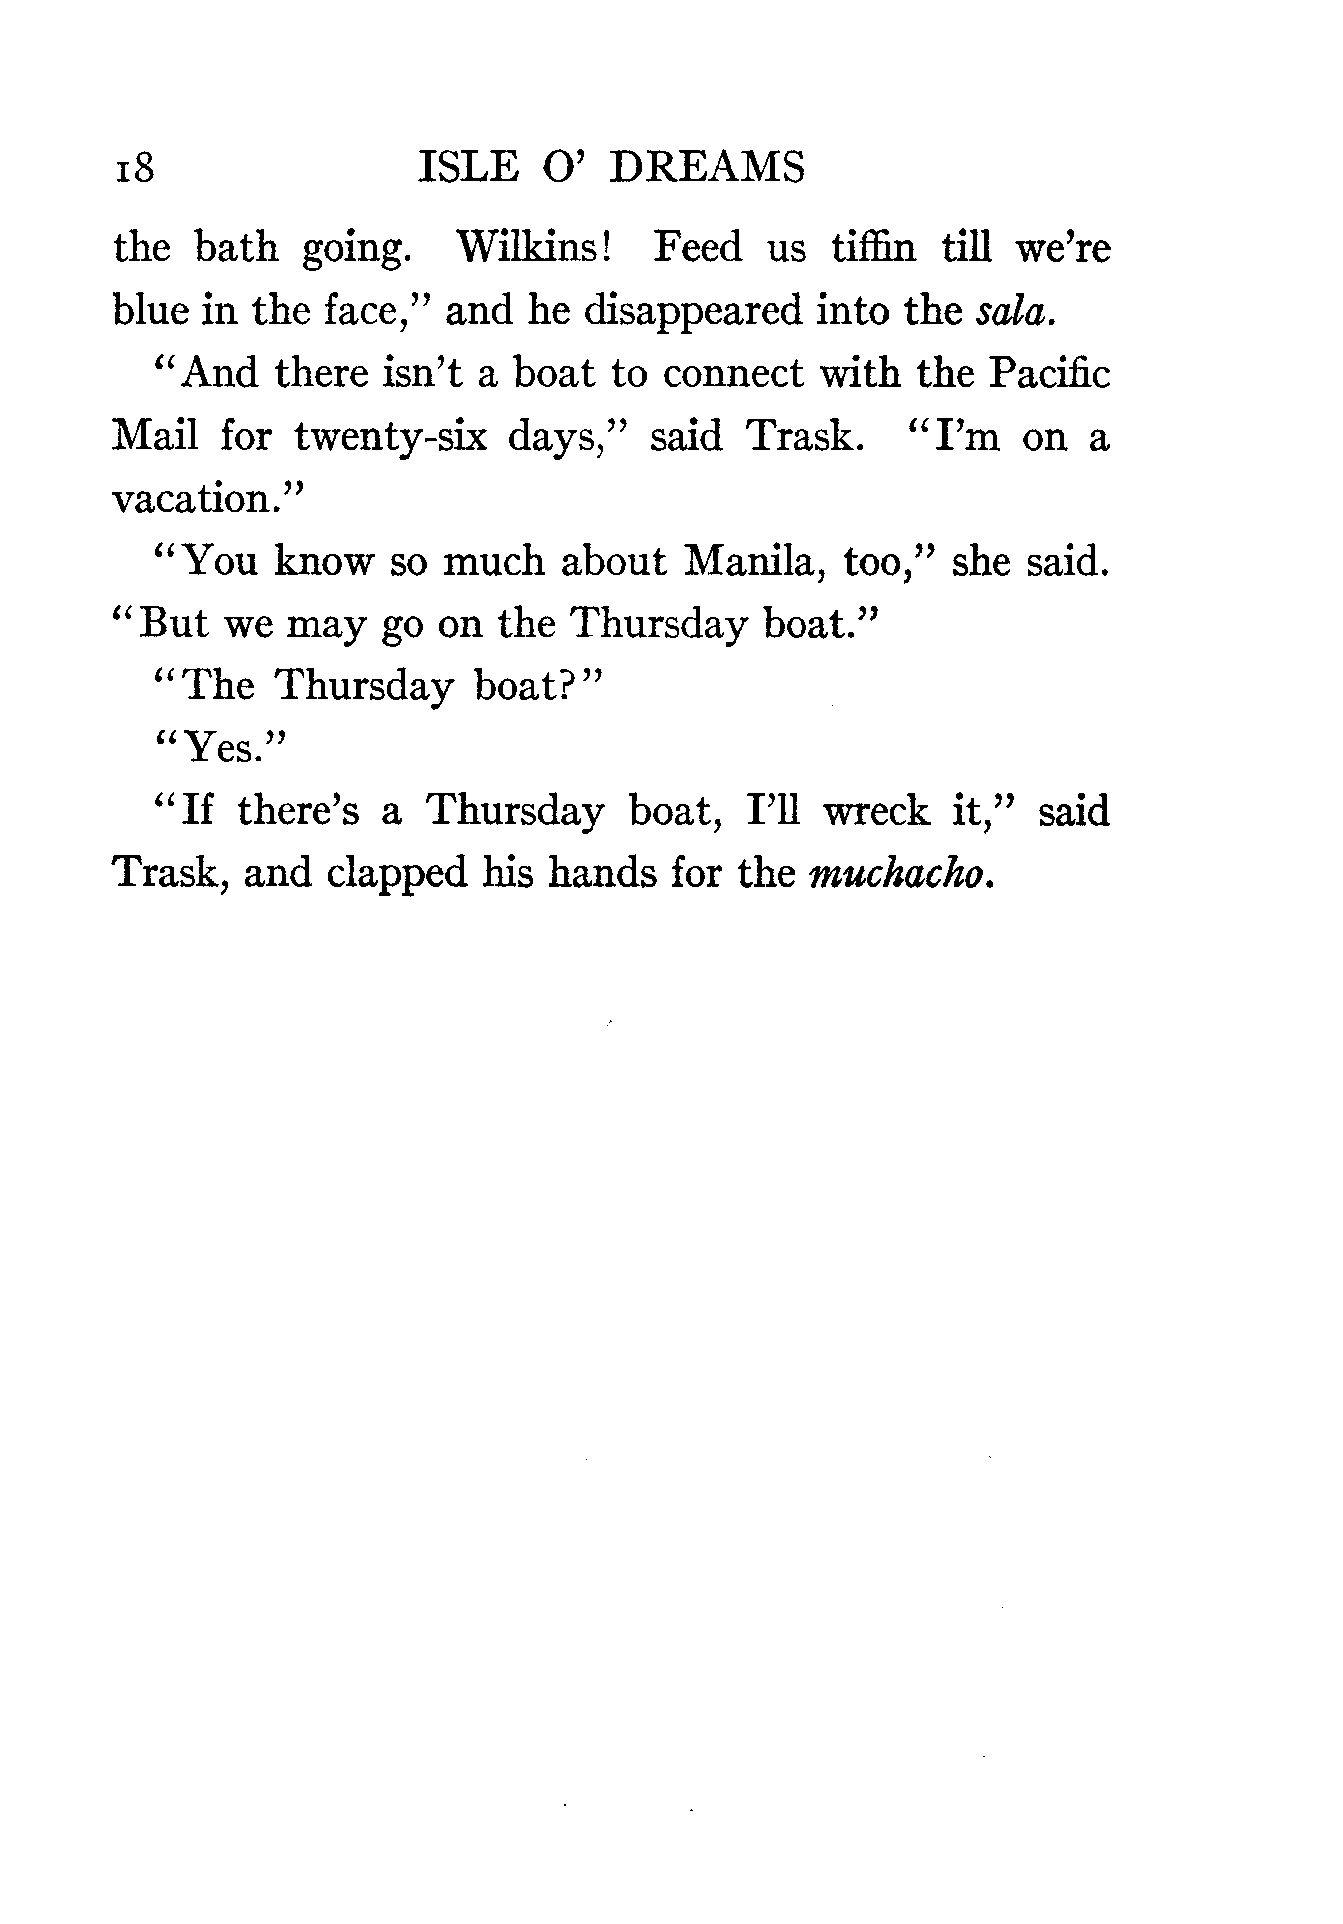 18 ISLE O' DREAMS
the bath going. Wilkins! Feed us tiffin till we're
blue in the face," and he disappeared into the sala.
"And there isn't a boat to connect with the Pacific
Mail for twenty-six days," said Trask. "I'm on a
vacation."
"You know so much about Manila, too," she said.
"But we may go on the Thursday boat."
"The Thursday boat?"
"Yes."
"If there's a Thursday boat, I'll wreck it," said
Trask, and clapped his hands for the muchacho.